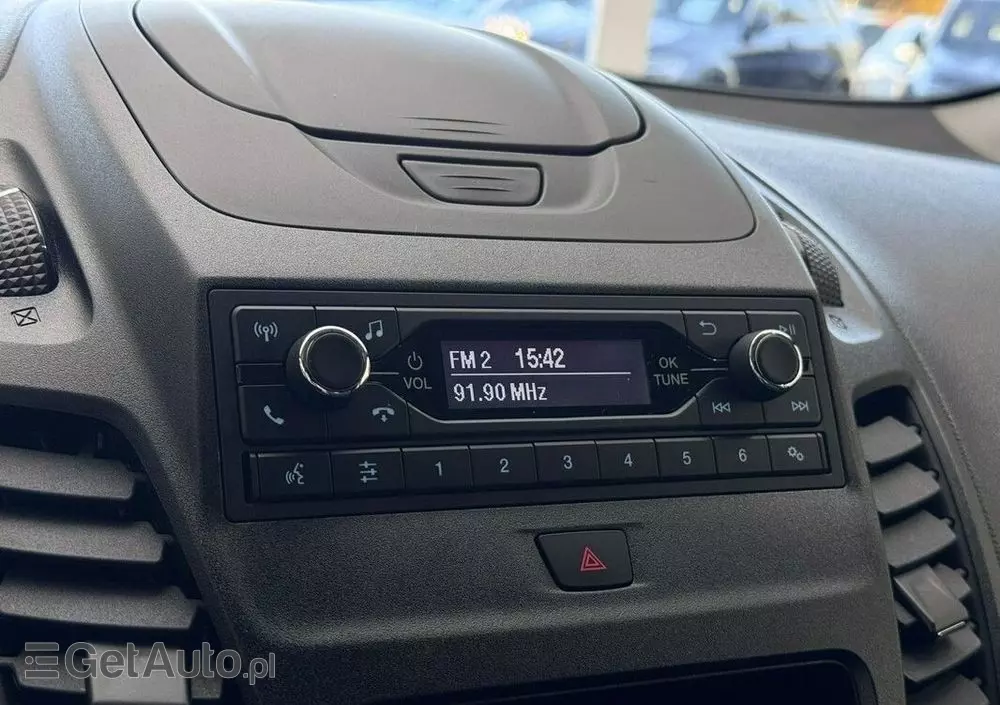 FM 2 15:42
91.90 MHz
VOL
OK
TUNE
1 2 3 4 5 6
GetAuto.pl